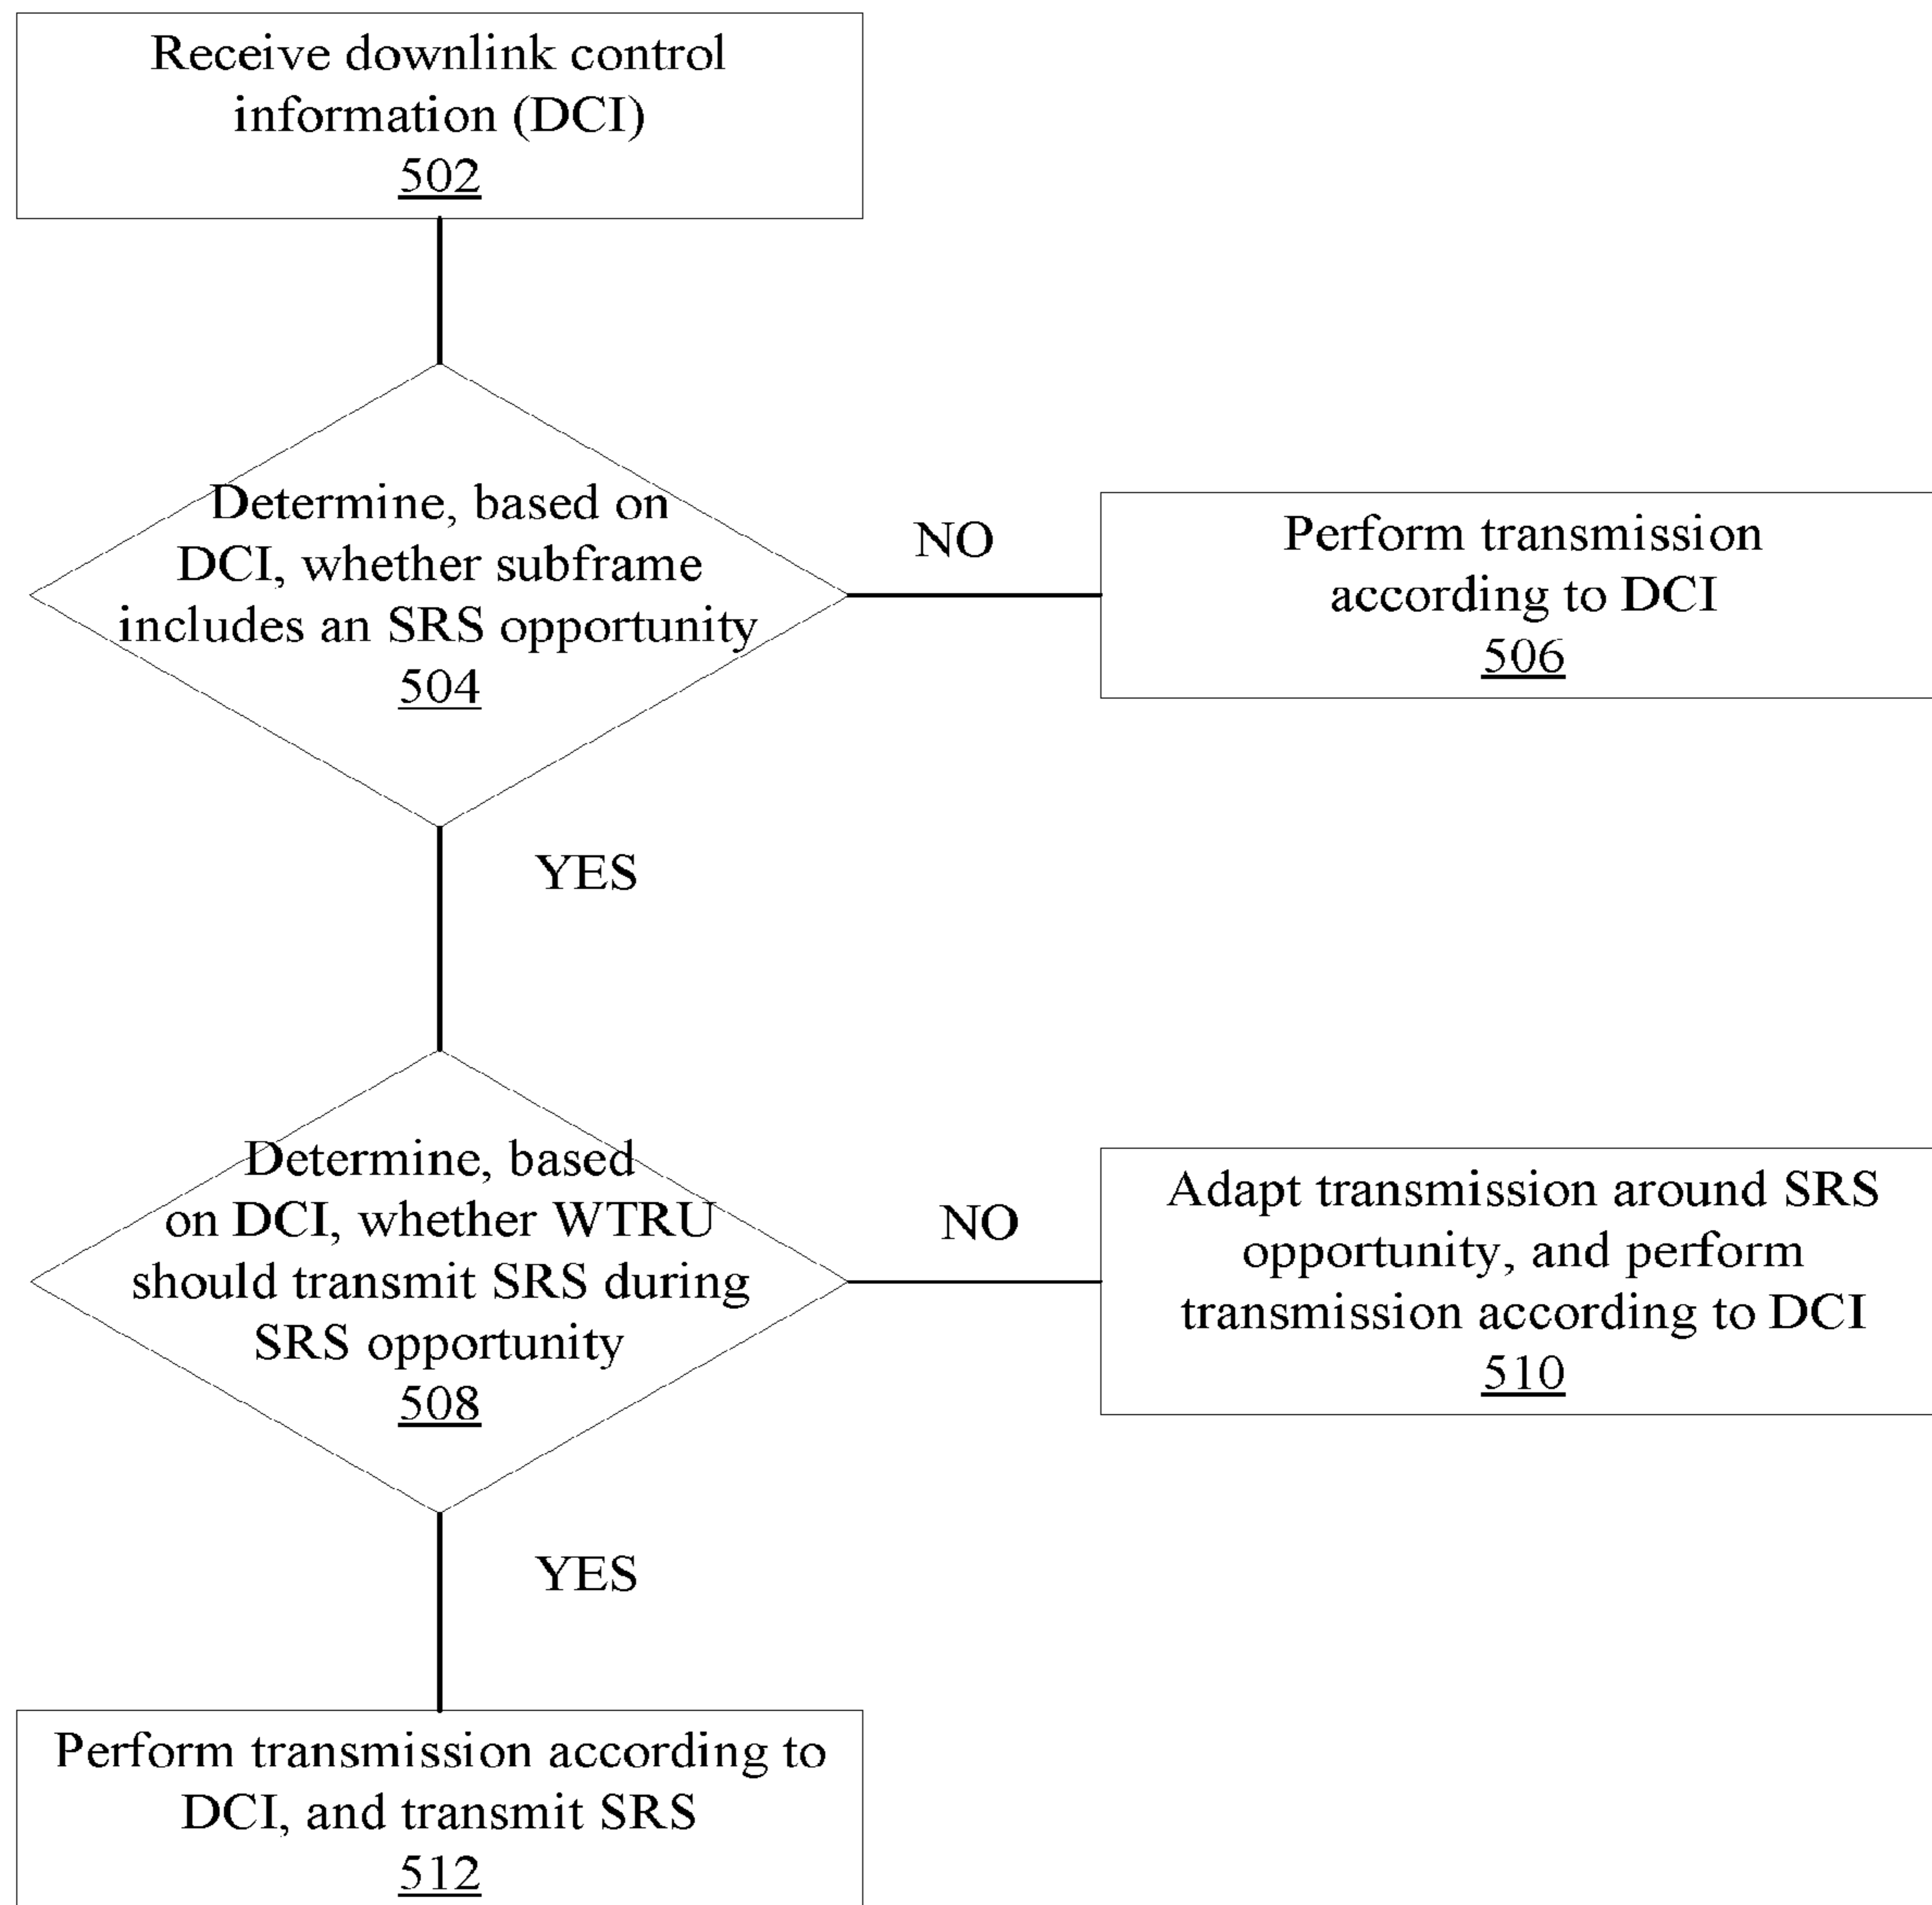 Receive downlink control
information (DCI)
502
Determine, based on
DCI, whether subframe
includes an SRS opportunity
504
NO
Perform transmission
according to DCI
506
YES
Determine, based
on DCI, whether WTRU
should transmit SRS during
SRS opportunity
508
NO
Adapt transmission around SRS
opportunity, and perform
transmission according to DCI
510
YES
Perform transmission according to
DCI, and transmit SRS
512